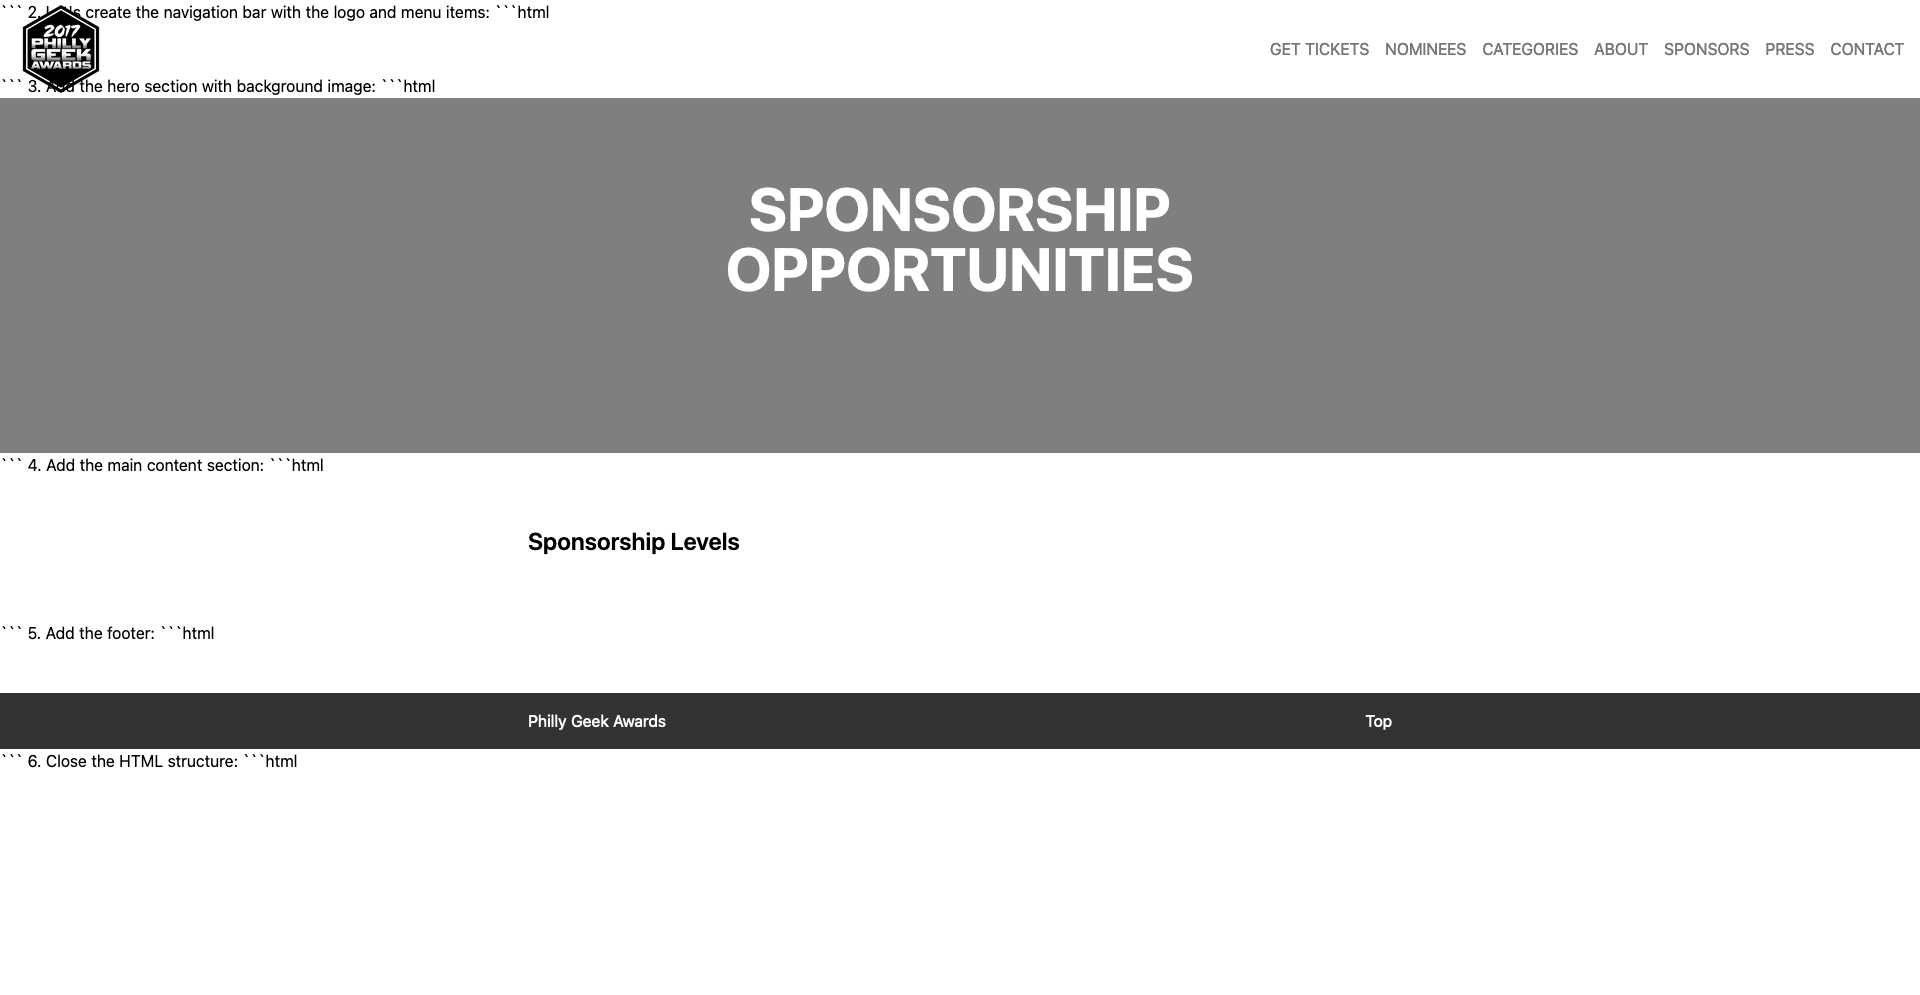 ``` 2. Let's create the navigation bar with the logo and menu items: ```html
2017
PHILLY
GEEK
AWARDS
GET TICKETS NOMINEES CATEGORIES ABOUT SPONSORS PRESS CONTACT
``` 3. Add the hero section with background image: ```html
SPONSORSHIP
OPPORTUNITIES
``` 4. Add the main content section: ```html
Sponsorship Levels
``` 5. Add the footer: ```html
Philly Geek Awards Top
``` 6. Close the HTML structure: ```html